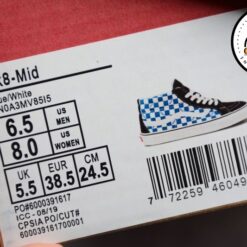 8-Mid
ue/White
N0A3MV85I5
6.5 US MEN
8.0 US WOMEN
UK EUR CM
5.5 38.5 24.5
PO#6000391617
ICC - 08/19
CPSIA PO/CUT#
600039161700001
7 72259 46049